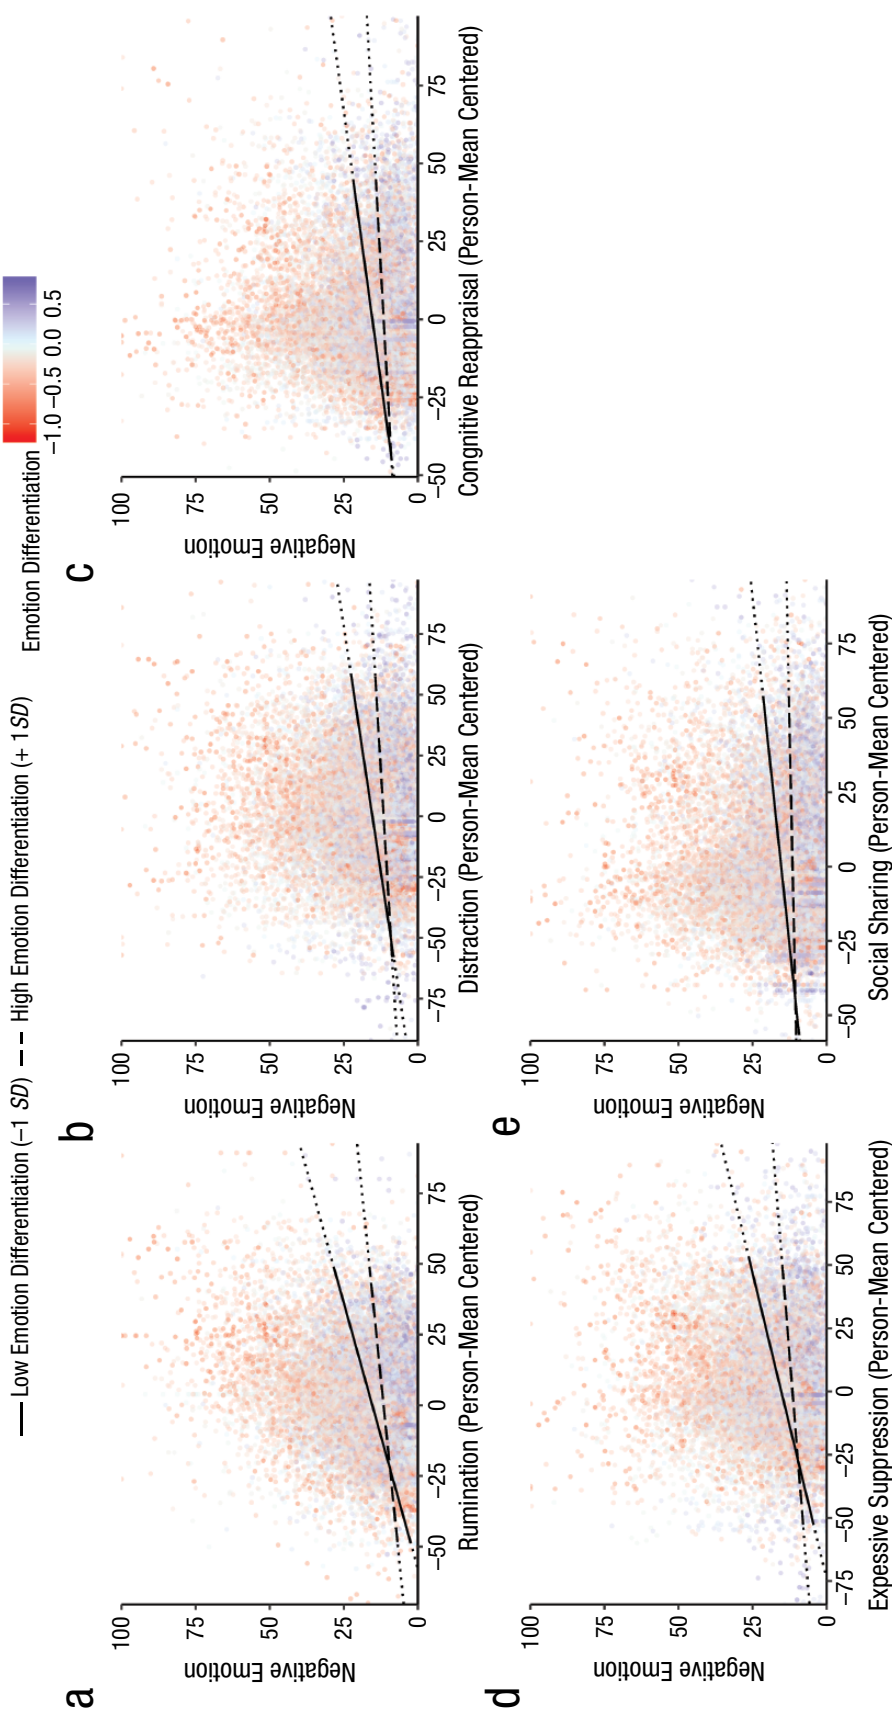 Low Emotion Differentiation (−1 SD)
High Emotion Differentiation (+ 1SD)
Emotion Differentiation
−1.0 −0.5 0.0 0.5
a
100
75
50
25
0
Negative Emotion
−50 −25 0 25 50 75
Rumination (Person-Mean Centered)
b
100
75
50
25
0
Negative Emotion
−75 −50 −25 0 25 50 75
Distraction (Person-Mean Centered)
c
100
75
50
25
0
Negative Emotion
−50 −25 0 25 50 75
Congnitive Reappraisal (Person-Mean Centered)
d
100
75
50
25
0
Negative Emotion
−75 −50 −25 0 25 50 75
Expessive Suppression (Person-Mean Centered)
e
100
75
50
25
0
Negative Emotion
−50 −25 0 25 50 75
Social Sharing (Person-Mean Centered)